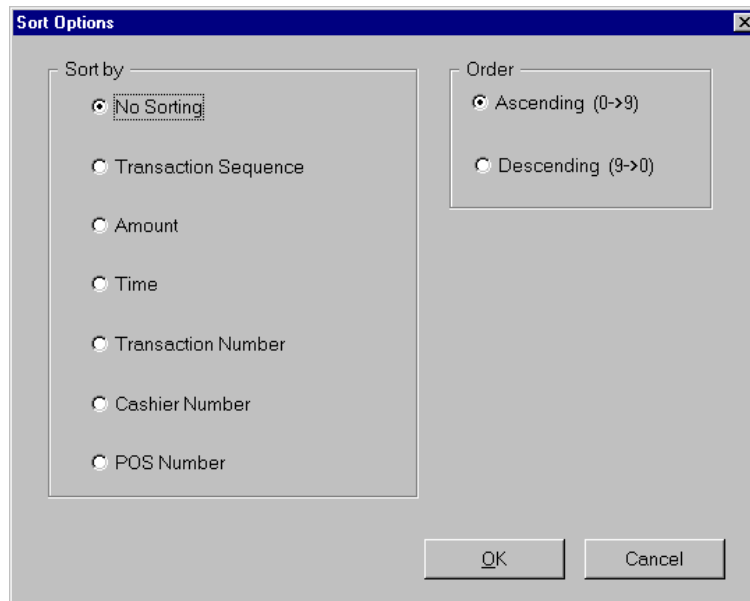 Sort Options
Sort by
No Sorting
Transaction Sequence
Amount
Time
Transaction Number
Cashier Number
POS Number
Order
Ascending (0->9)
Descending (9->0)
OK
Cancel